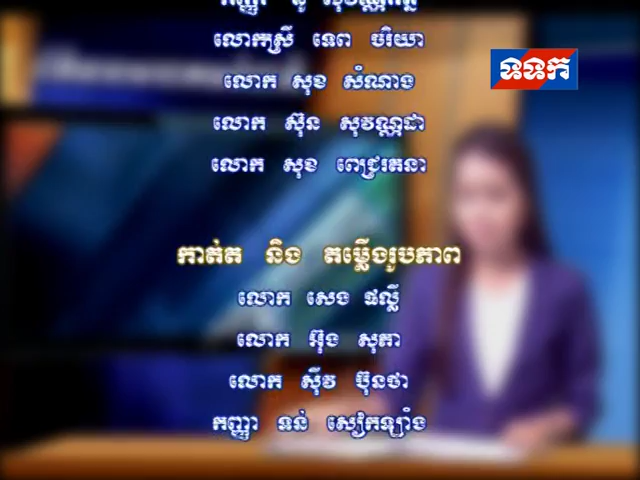 ទទក
លោកស្រី ទេព បរិយា
លោក សុខ សំណាង
លោក ស៊ុន សុវណ្ណដា
លោក សុខ ពេជ្ររតនា
កាត់ត និង តម្លើងរូបភាព
លោក សេង ផល្លី
លោក អ៊ុង សុភា
លោក ស៊ីវ ប៊ុនថា
កញ្ញា ទន់ សៀកឡាំង